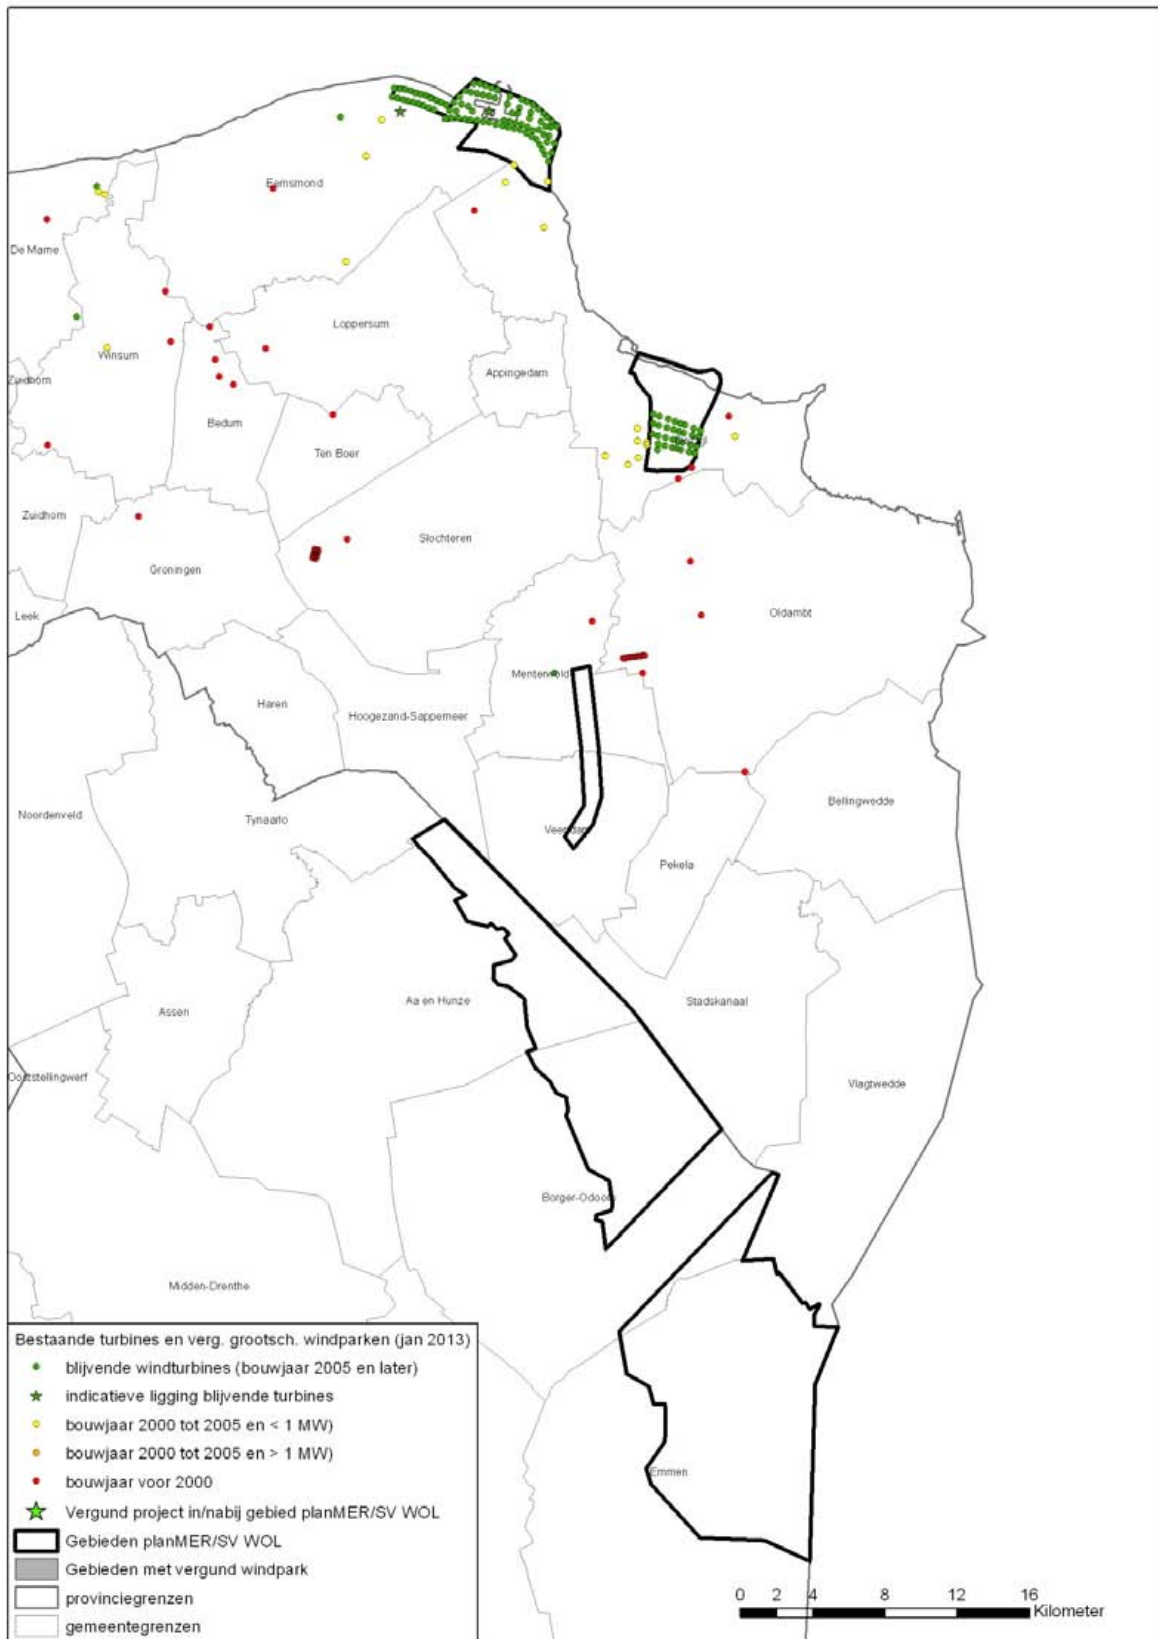 Eemsmond
De Marne
Loppersum
Winsum
Appingedam
Zuidhorn
Bedum
Ten Boer
Zuidhorn
Slochteren
Groningen
Oldambt
Leek
Menterwolde
Haren
Hoogezand-Sappemeer
Bellingwedde
Noordenveld
Tynaarlo
Veendam
Pekela
Aa en Hunze
Stadskanaal
Assen
Ooststellingwerf
Vlagtwedde
Borger-Odoorn
Midden-Drenthe
Emmen
Bestaande turbines en verg. grootsch. windparken (jan 2013)
blijvende windturbines (bouwjaar 2005 en later)
indicatieve ligging blijvende turbines
bouwjaar 2000 tot 2005 en < 1 MW)
bouwjaar 2000 tot 2005 en > 1 MW)
bouwjaar voor 2000
Vergund project in/nabij gebied planMER/SV WOL
Gebieden planMER/SV WOL
Gebieden met vergund windpark
provinciegrenzen
gemeentegrenzen
0 2 4 8 12 16
Kilometer